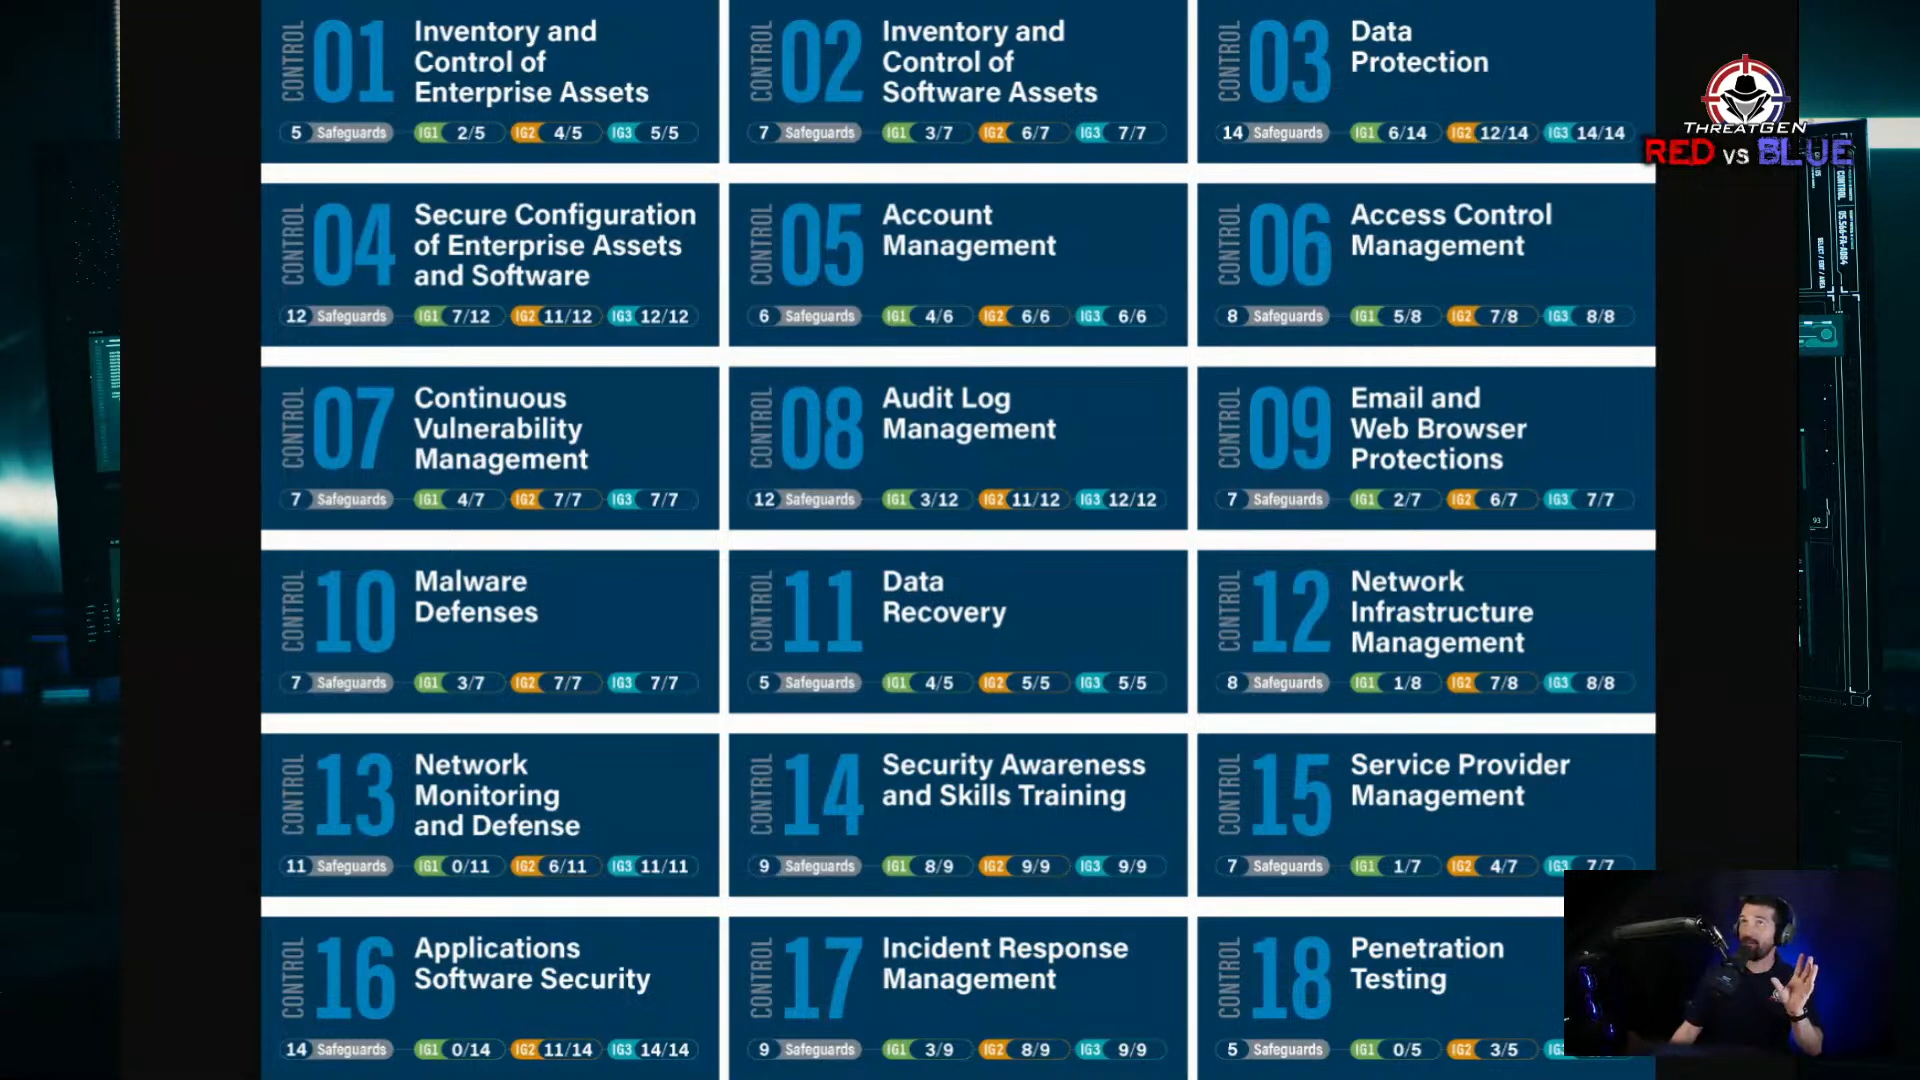 CONTROL 01 Inventory and
Control of
Enterprise Assets
5 Safeguards IG1 2/5 IG2 4/5 IG3 5/5
CONTROL 02 Inventory and
Control of
Software Assets
7 Safeguards IG1 3/7 IG2 6/7 IG3 7/7
CONTROL 03 Data
Protection
14 Safeguards IG1 6/14 IG2 12/14 IG3 14/14
THREATGEN
RED VS BLUE
CONTROL 04 Secure Configuration
of Enterprise Assets
and Software
12 Safeguards IG1 7/12 IG2 11/12 IG3 12/12
CONTROL 05 Account
Management
6 Safeguards IG1 4/6 IG2 6/6 IG3 6/6
CONTROL 06 Access Control
Management
8 Safeguards IG1 5/8 IG2 7/8 IG3 8/8
CONTROL 07 Continuous
Vulnerability
Management
7 Safeguards IG1 4/7 IG2 7/7 IG3 7/7
CONTROL 08 Audit Log
Management
12 Safeguards IG1 3/12 IG2 11/12 IG3 12/12
CONTROL 09 Email and
Web Browser
Protections
7 Safeguards IG1 2/7 IG2 6/7 IG3 7/7
CONTROL 10 Malware
Defenses
7 Safeguards IG1 3/7 IG2 7/7 IG3 7/7
CONTROL 11 Data
Recovery
5 Safeguards IG1 4/5 IG2 5/5 IG3 5/5
CONTROL 12 Network
Infrastructure
Management
8 Safeguards IG1 1/8 IG2 7/8 IG3 8/8
CONTROL 13 Network
Monitoring
and Defense
11 Safeguards IG1 0/11 IG2 6/11 IG3 11/11
CONTROL 14 Security Awareness
and Skills Training
9 Safeguards IG1 8/9 IG2 9/9 IG3 9/9
CONTROL 15 Service Provider
Management
7 Safeguards IG1 1/7 IG2 4/7 IG3 7/7
CONTROL 16 Applications
Software Security
14 Safeguards IG1 0/14 IG2 11/14 IG3 14/14
CONTROL 17 Incident Response
Management
9 Safeguards IG1 3/9 IG2 8/9 IG3 9/9
CONTROL 18 Penetration
Testing
5 Safeguards IG1 0/5 IG2 3/5
CONTROL
93